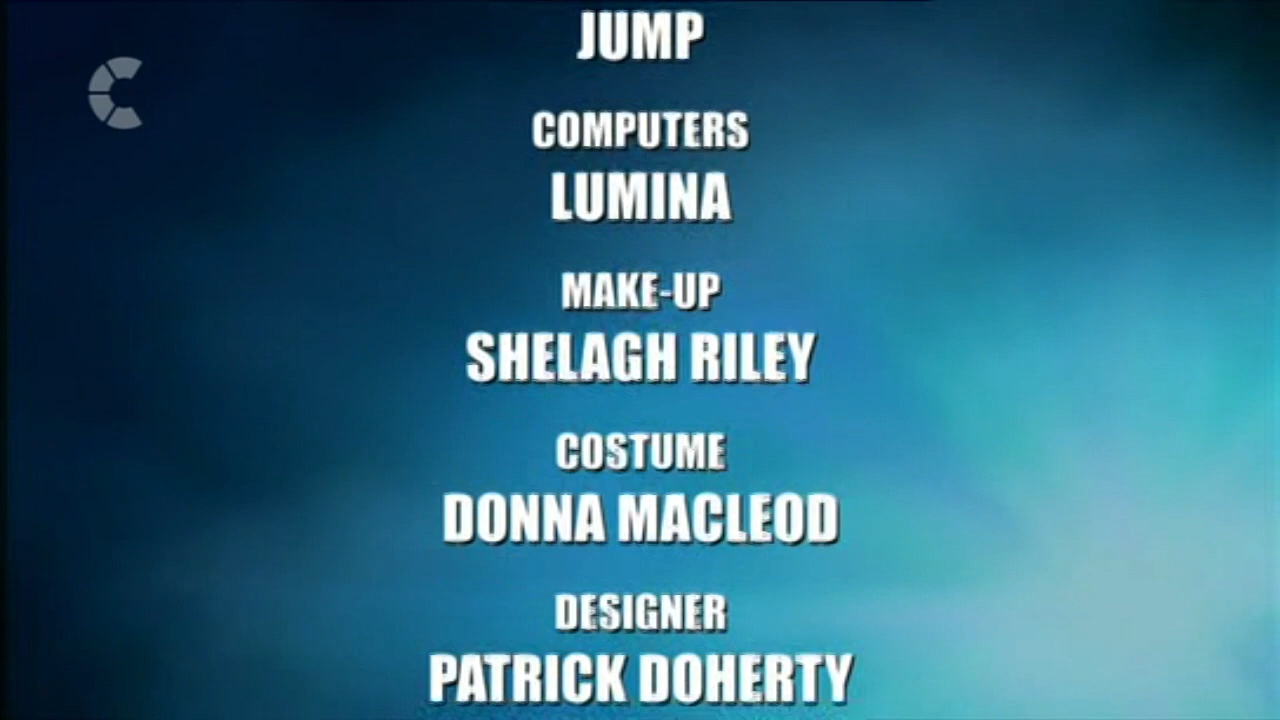 JUMP
COMPUTERS
LUMINA
MAKE-UP
SHELAGH RILEY
COSTUME
DONNA MACLEOD
DESIGNER
PATRICK DOHERTY